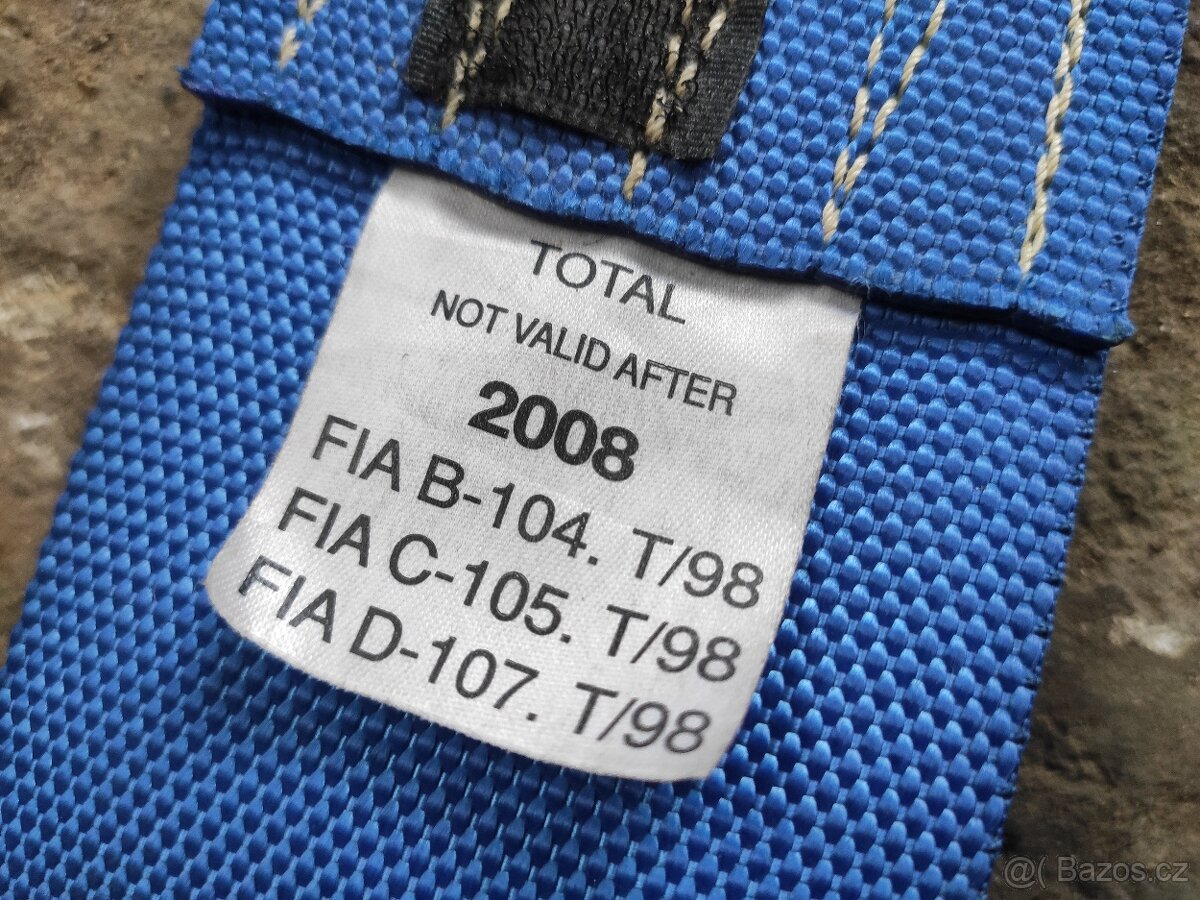 TOTAL
NOT VALID AFTER
2008
FIA B-104. T/98
FIA C-105. T/98
FIA D-107. T/98
@( Bazos.cz